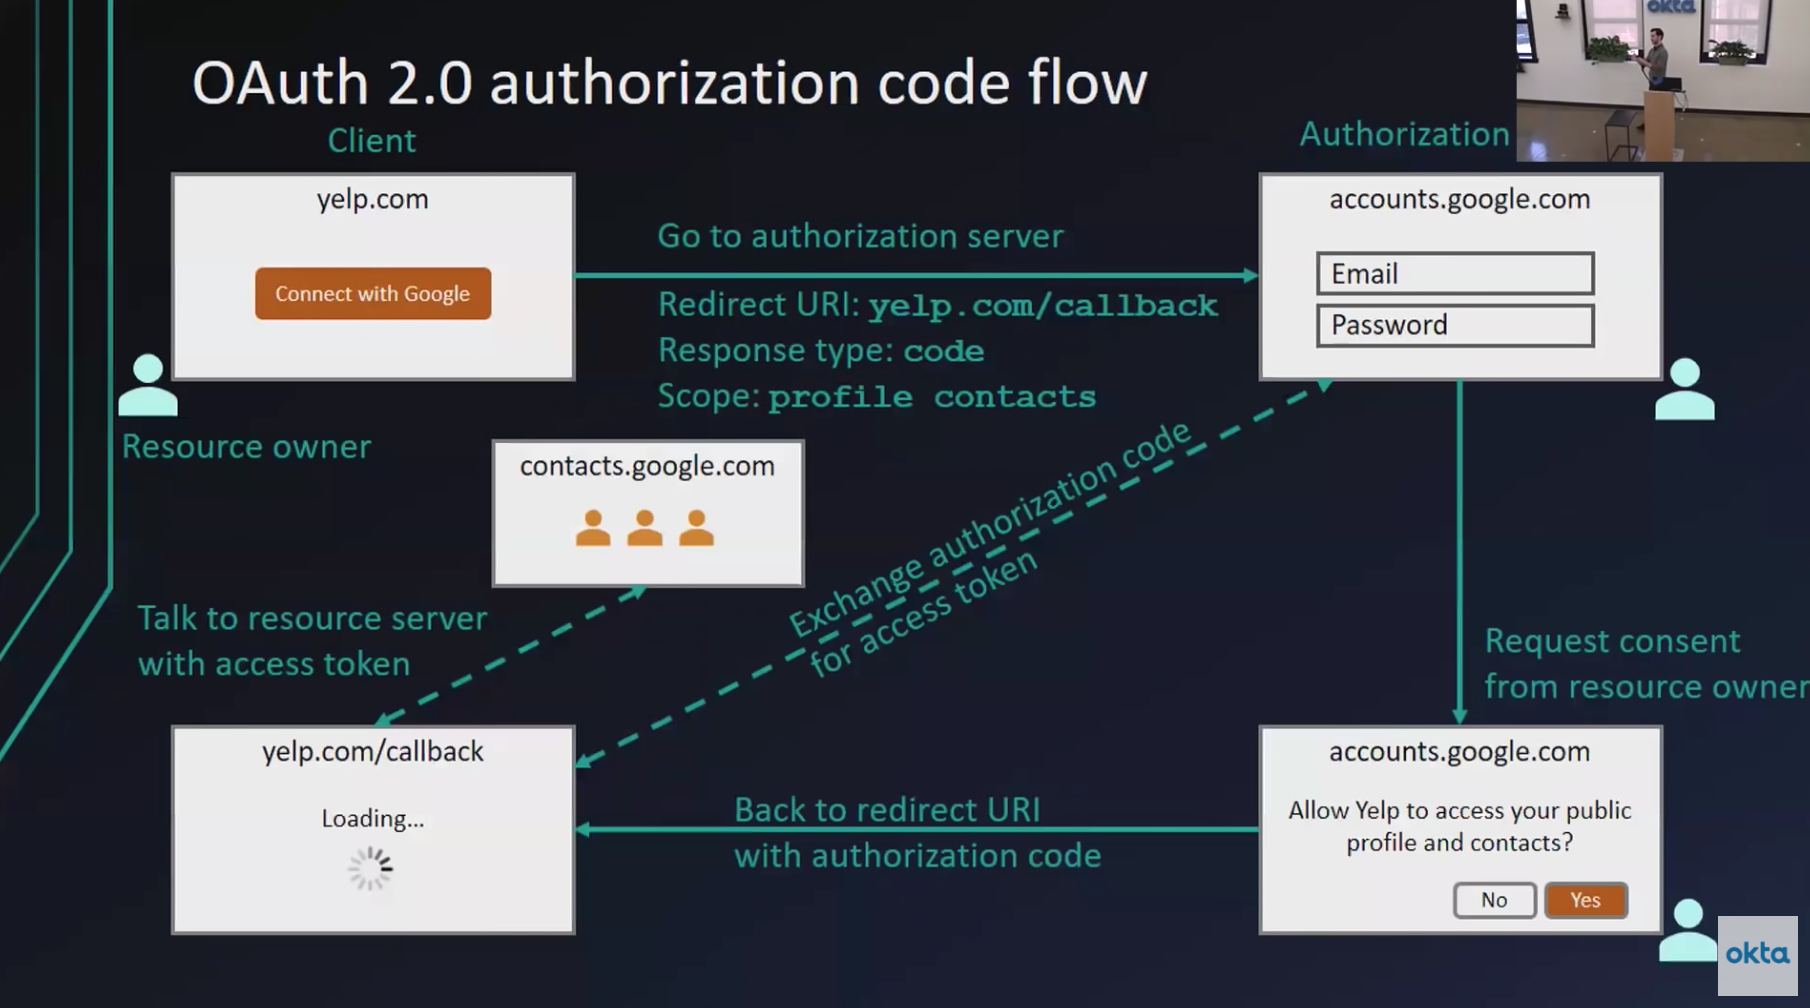 okta
OAuth 2.0 authorization code flow
Client
Authorization
yelp.com
Connect with Google
Go to authorization server
Redirect URI: yelp.com/callback
Response type: code
Scope: profile contacts
accounts.google.com
Email
Password
Resource owner
contacts.google.com
Exchange authorization code
for access token
Talk to resource server
with access token
Request consent
from resource owner
yelp.com/callback
Loading...
Back to redirect URI
with authorization code
accounts.google.com
Allow Yelp to access your public
profile and contacts?
No
Yes
okta